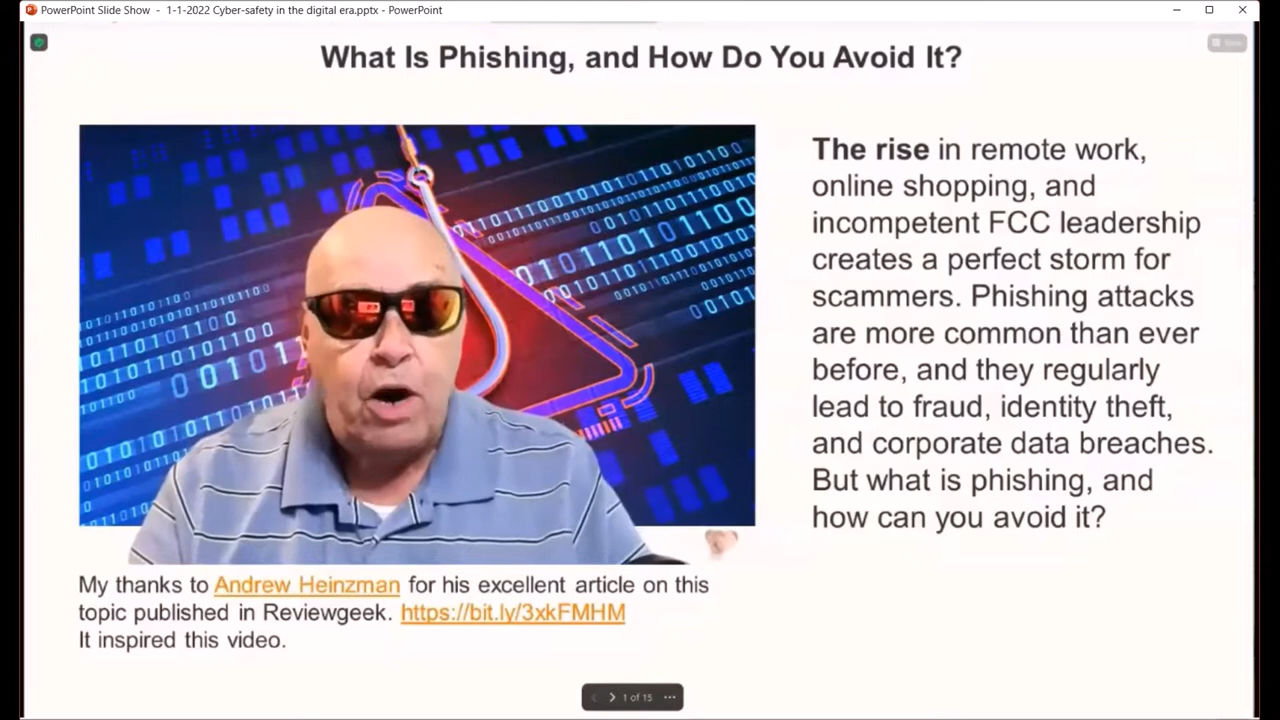 PowerPoint Slide Show - 1-1-2022 Cyber-safety in the digital era.pptx - PowerPoint
What Is Phishing, and How Do You Avoid It?
The rise in remote work,
online shopping, and
incompetent FCC leadership
creates a perfect storm for
scammers. Phishing attacks
are more common than ever
before, and they regularly
lead to fraud, identity theft,
and corporate data breaches.
But what is phishing, and
how can you avoid it?
My thanks to Andrew Heinzman for his excellent article on this
topic published in Reviewgeek. https://bit.ly/3xkFMHM
It inspired this video.
1 of 15